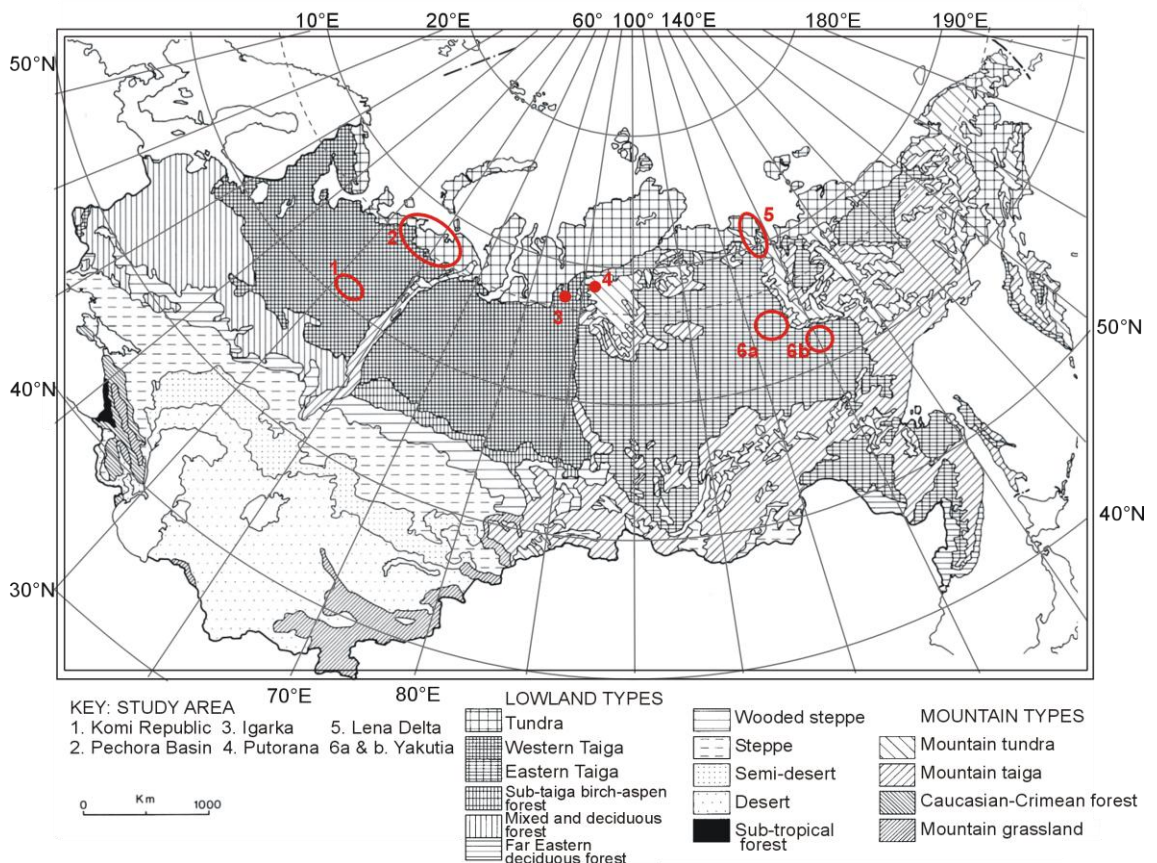 10°E 20°E 60° 100° 140°E 180°E 190°E
50°N
5
2
1
4
3
6a 6b
50°N
40°N
40°N
30°N
70°E 80°E
KEY: STUDY AREA
1. Komi Republic 3. Igarka 5. Lena Delta
2. Pechora Basin 4. Putorana 6a & b. Yakutia
Km
0 1000
LOWLAND TYPES
Tundra
Western Taiga
Eastern Taiga
Sub-taiga birch-aspen
forest
Mixed and deciduous
forest
Far Eastern
deciduous forest
Wooded steppe
Steppe
Semi-desert
Desert
Sub-tropical
forest
MOUNTAIN TYPES
Mountain tundra
Mountain taiga
Caucasian-Crimean forest
Mountain grassland